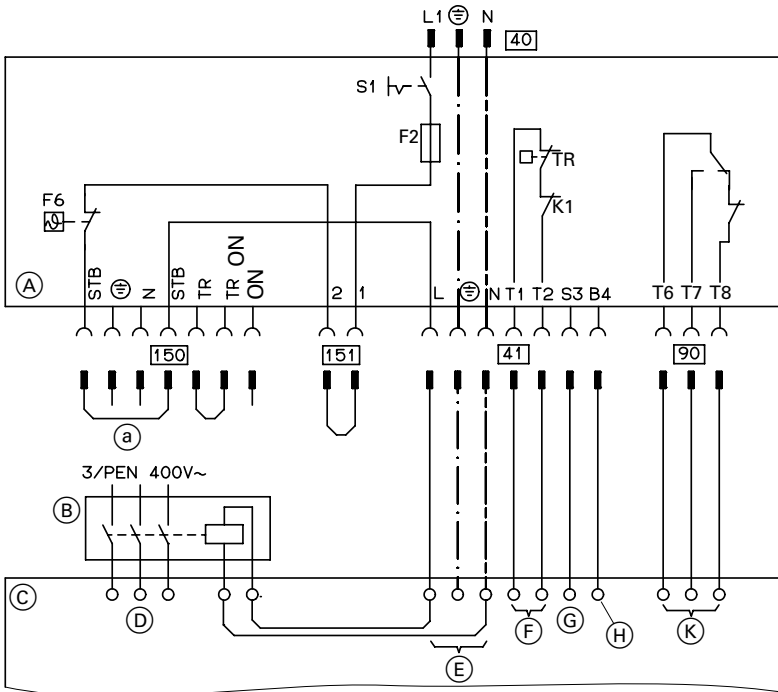 L1 ⏚ N 40
S1
F2
TR
F6
K1
A STB ⏚ N STB TR TR ON ON 2 1 L ⏚ N T1 T2 S3 B4 T6 T7 T8
150 151 41 90
a
3/PEN 400V~
B
C
D F G H K
E